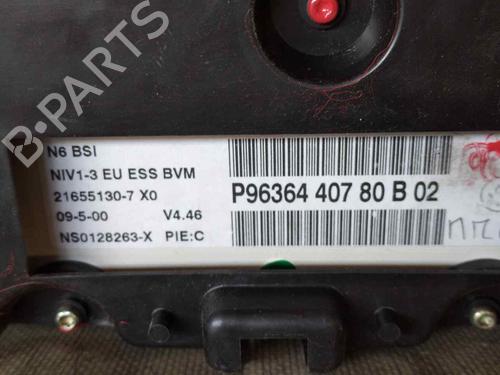 B-PARTS
N6 BSI
NIV1-3 EU ESS BVM
21655130-7 X0
09-5-00 V4.46
NS0128263-X PIE:C
P96364 407 80 B 02